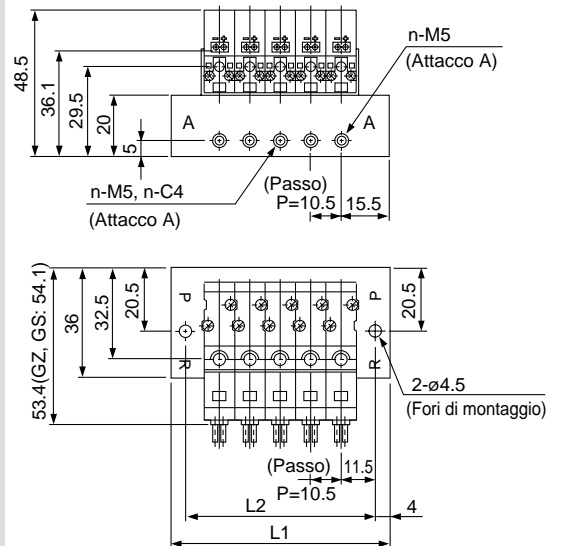 n-M5
(Attacco A)
48.5
36.1
29.5
20
5
A
A
n-M5, n-C4
(Attacco A)
(Passo)
P=10.5
15.5
53.4(GZ, GS: 54.1)
36
32.5
20.5
P
R
P
R
20.5
2-ø4.5
(Fori di montaggio)
(Passo)
P=10.5
11.5
L2
4
L1